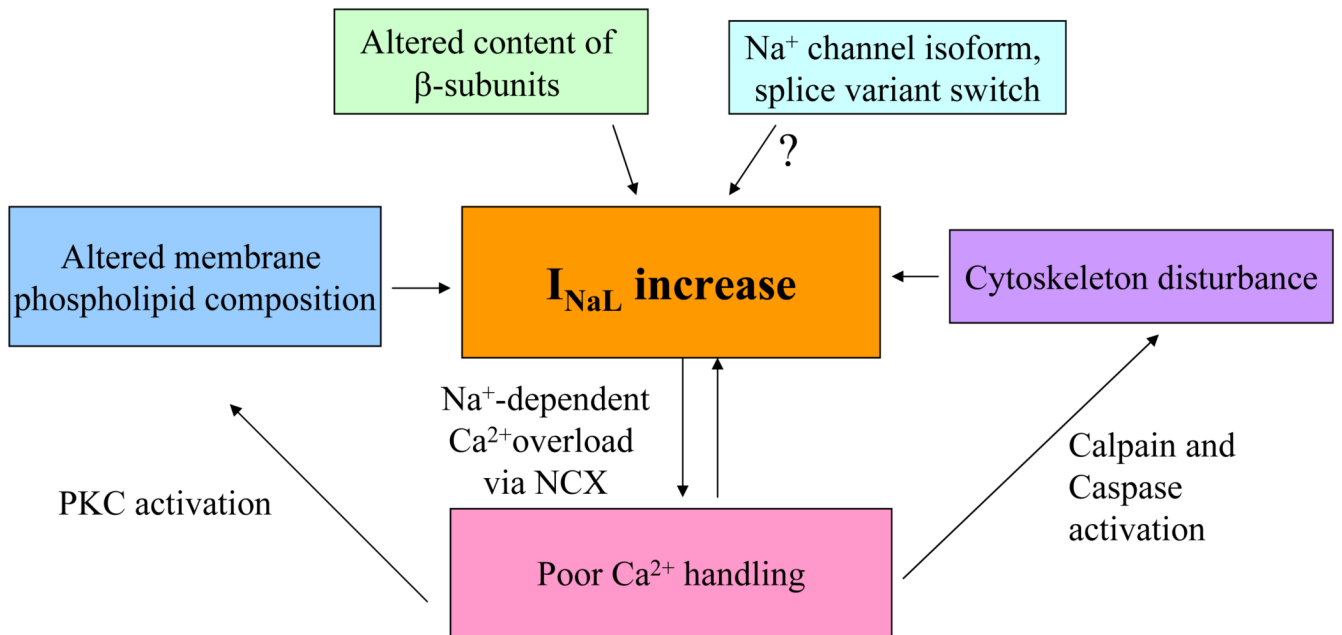 Altered content of
β-subunits
Na⁺ channel isoform,
splice variant switch
?
Altered membrane
phospholipid composition
I_NaL increase
Cytoskeleton disturbance
Na⁺-dependent
Ca²⁺overload
via NCX
Calpain and
Caspase
activation
PKC activation
Poor Ca²⁺ handling